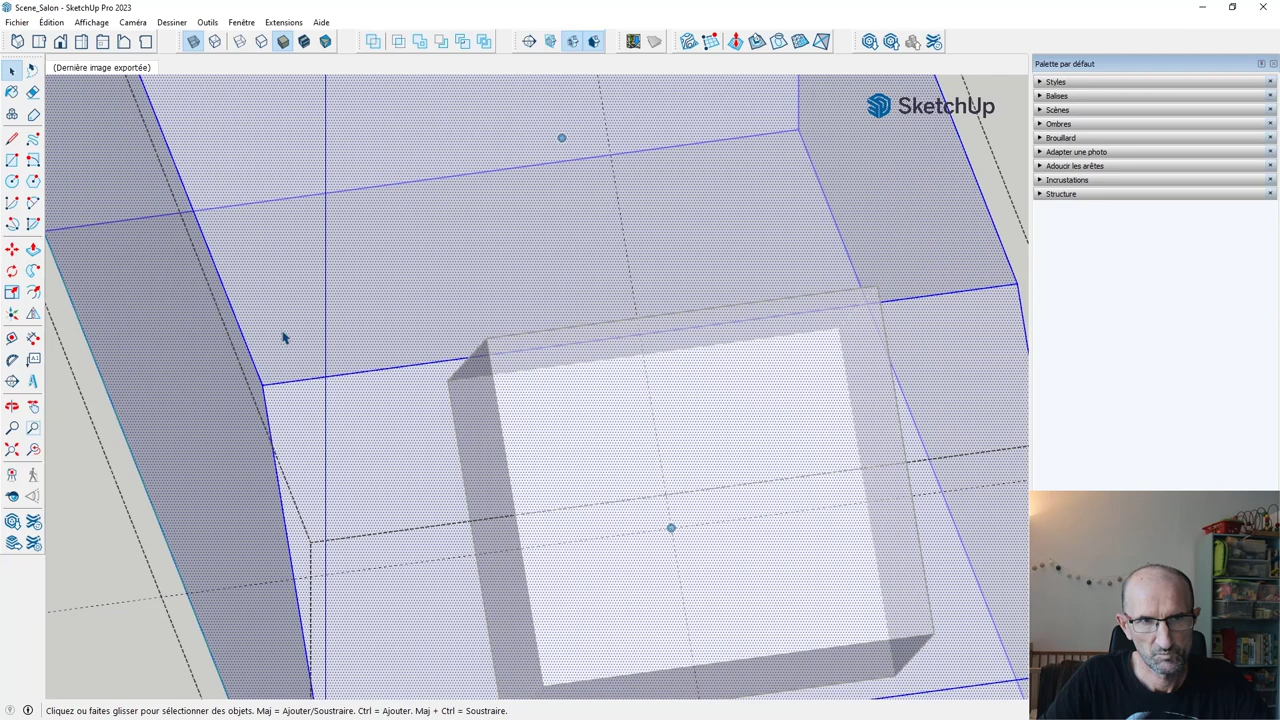 Scene_Salon - SketchUp Pro 2023
Fichier Édition Affichage Caméra Dessiner Outils Fenêtre Extensions Aide
(Dernière image exportée)
Palette par défaut
Styles
Balises
Scènes
Ombres
Brouillard
Adapter une photo
Adoucir les arêtes
Incrustations
Structure
SketchUp
Cliquez ou faites glisser pour sélectionner des objets. Maj = Ajouter/Soustraire. Ctrl = Ajouter. Maj + Ctrl = Soustraire.